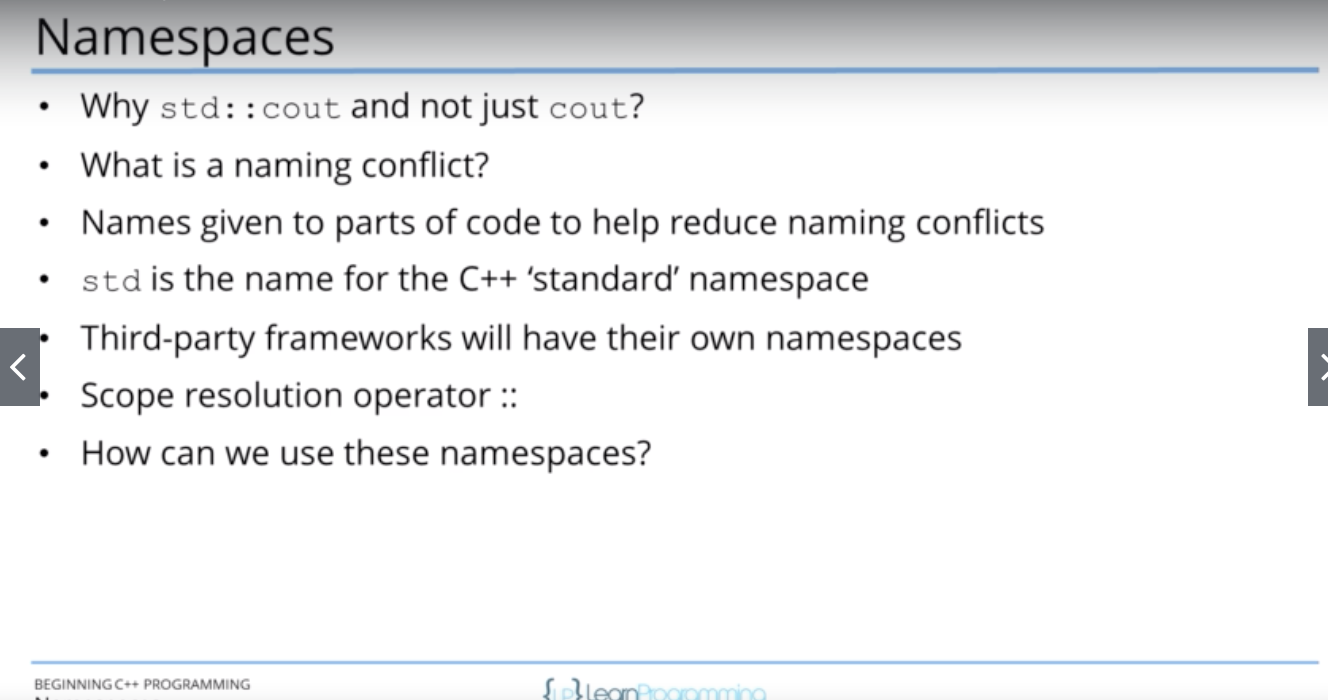 Namespaces
• Why std::cout and not just cout?
• What is a naming conflict?
• Names given to parts of code to help reduce naming conflicts
• std is the name for the C++ ‘standard’ namespace
• Third-party frameworks will have their own namespaces
• Scope resolution operator ::
• How can we use these namespaces?
BEGINNING C++ PROGRAMMING
{LP}LearnProgramming